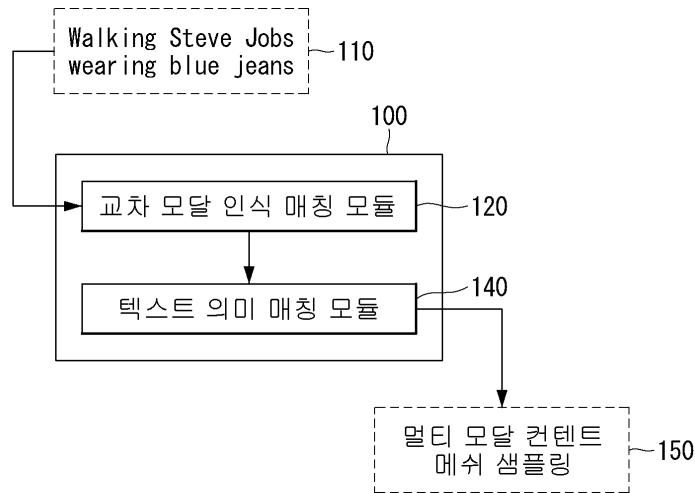 Walking Steve Jobs
wearing blue jeans
110
100
교차 모달 인식 매칭 모듈
120
텍스트 의미 매칭 모듈
140
멀티 모달 컨텐트
메쉬 샘플링
150